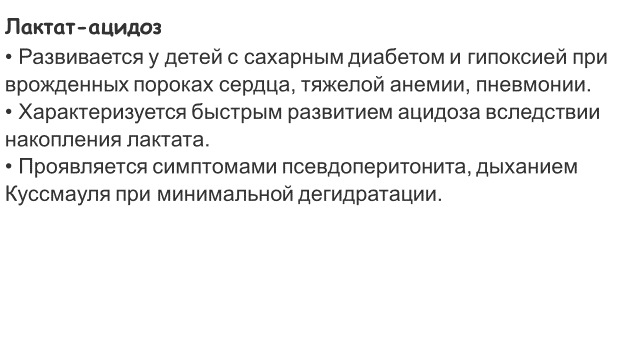 Лактат-ацидоз
• Развивается у детей с сахарным диабетом и гипоксией при
врожденных пороках сердца, тяжелой анемии, пневмонии.
• Характеризуется быстрым развитием ацидоза вследствии
накопления лактата.
• Проявляется симптомами псевдоперитонита, дыханием
Куссмауля при минимальной дегидратации.